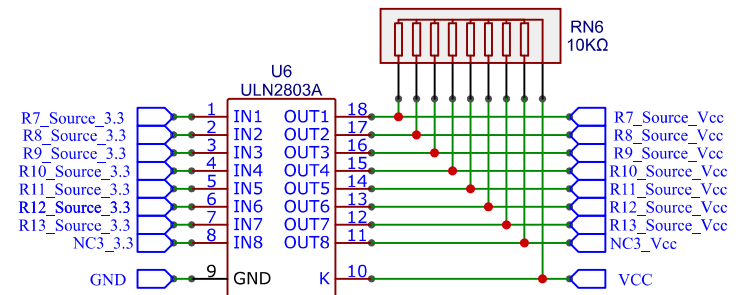 RN6
10KΩ
U6
ULN2803A
R7_Source_3.3 1 IN1 OUT1 18 R7_Source_Vcc
R8_Source_3.3 2 IN2 OUT2 17 R8_Source_Vcc
R9_Source_3.3 3 IN3 OUT3 16 R9_Source_Vcc
R10_Source_3.3 4 IN4 OUT4 15 R10_Source_Vcc
R11_Source_3.3 5 IN5 OUT5 14 R11_Source_Vcc
R12_Source_3.3 6 IN6 OUT6 13 R12_Source_Vcc
R13_Source_3.3 7 IN7 OUT7 12 R13_Source_Vcc
NC3_3.3 8 IN8 OUT8 11 NC3_Vcc
GND 9 GND K 10 VCC